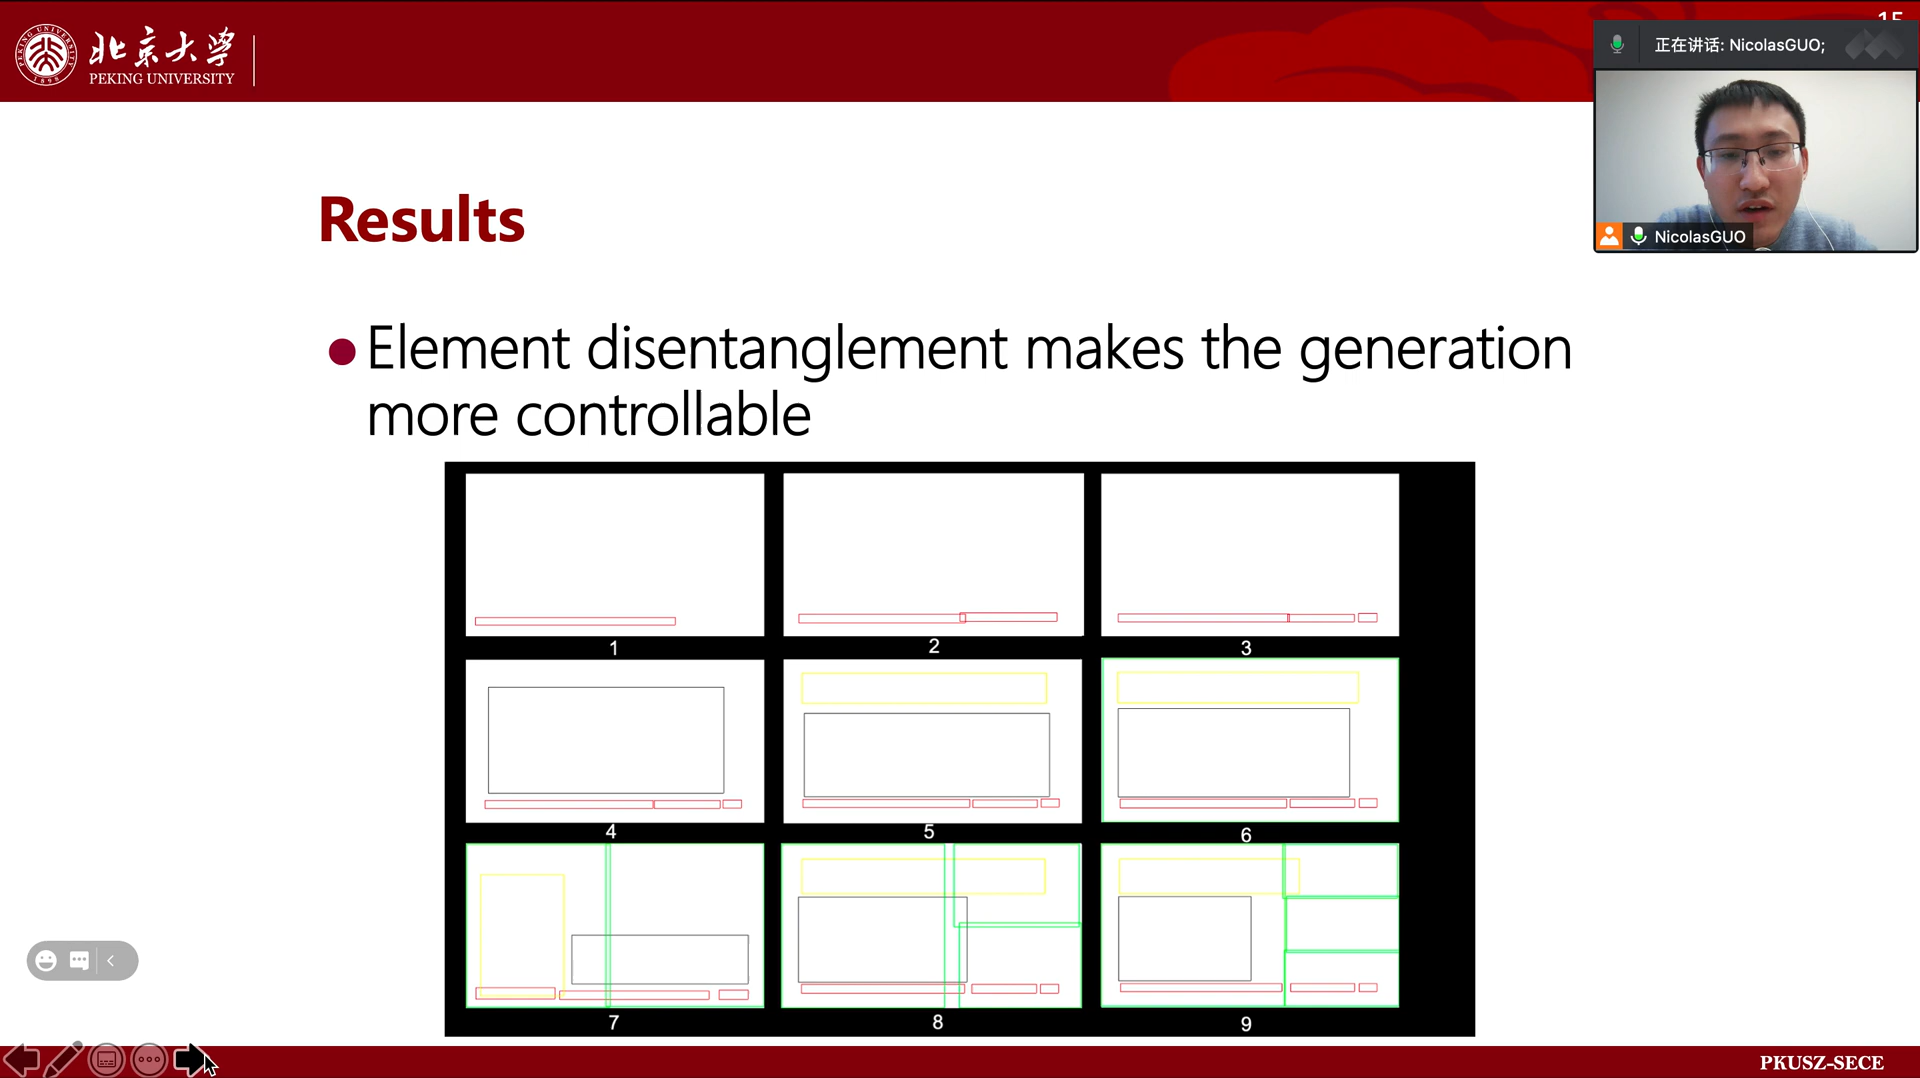 北京大学
PEKING UNIVERSITY
15
正在讲话: NicolasGUO;
NicolasGUO
Results
Element disentanglement makes the generation
more controllable
1
2
3
4
5
6
7
8
9
PKUSZ-SECE